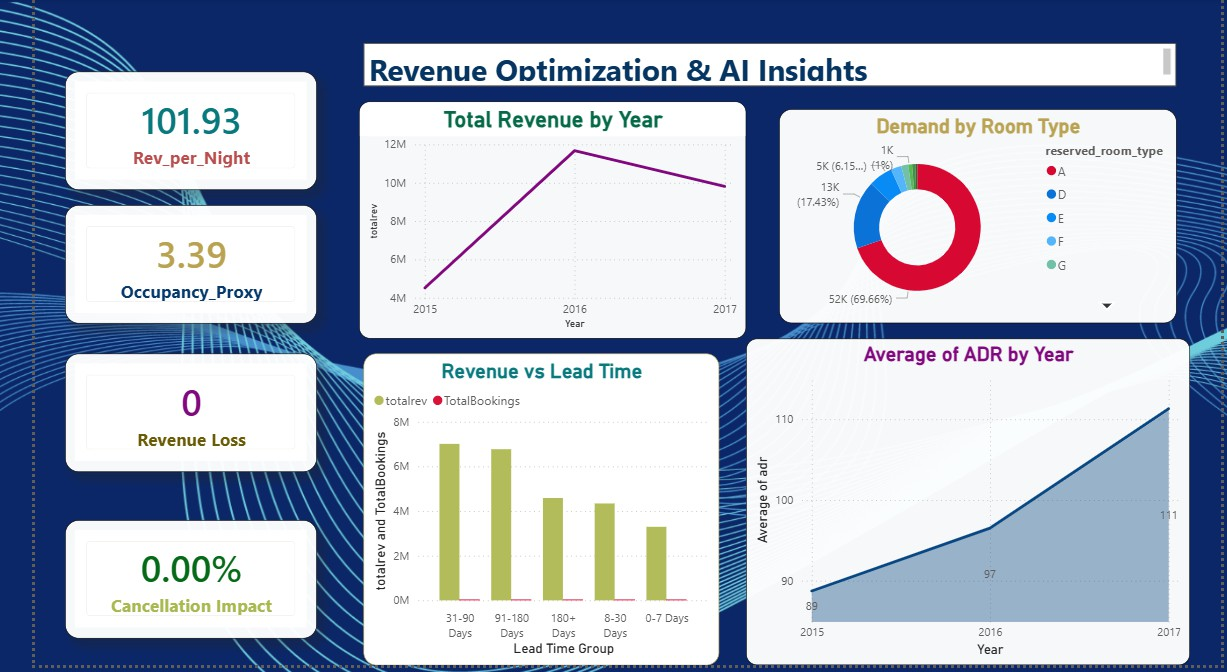 Revenue Optimization & AI Insights
101.93
Rev_per_Night
3.39
Occupancy_Proxy
0
Revenue Loss
0.00%
Cancellation Impact
Total Revenue by Year
totalrev
12M
10M
8M
6M
4M
2015
2016
2017
Year
Demand by Room Type
1K
(1%)
5K (6.15...)
13K
(17.43%)
52K (69.66%)
reserved_room_type
A
D
E
F
G
Revenue vs Lead Time
totalrev
TotalBookings
totalrev and TotalBookings
8M
6M
4M
2M
0M
31-90
Days
91-180
Days
180+
Days
8-30
Days
0-7 Days
Lead Time Group
Average of ADR by Year
Average of adr
110
100
90
89
97
111
2015
2016
2017
Year